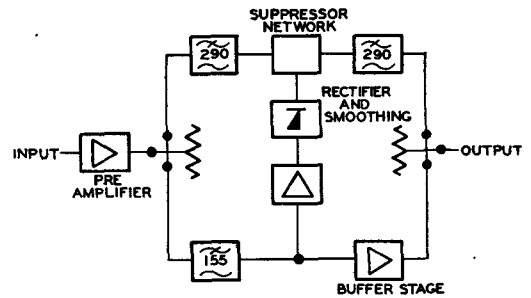 SUPPRESSOR
NETWORK
290
290
RECTIFIER
AND
SMOOTHING
INPUT
PRE
AMPLIFIER
OUTPUT
155
BUFFER STAGE